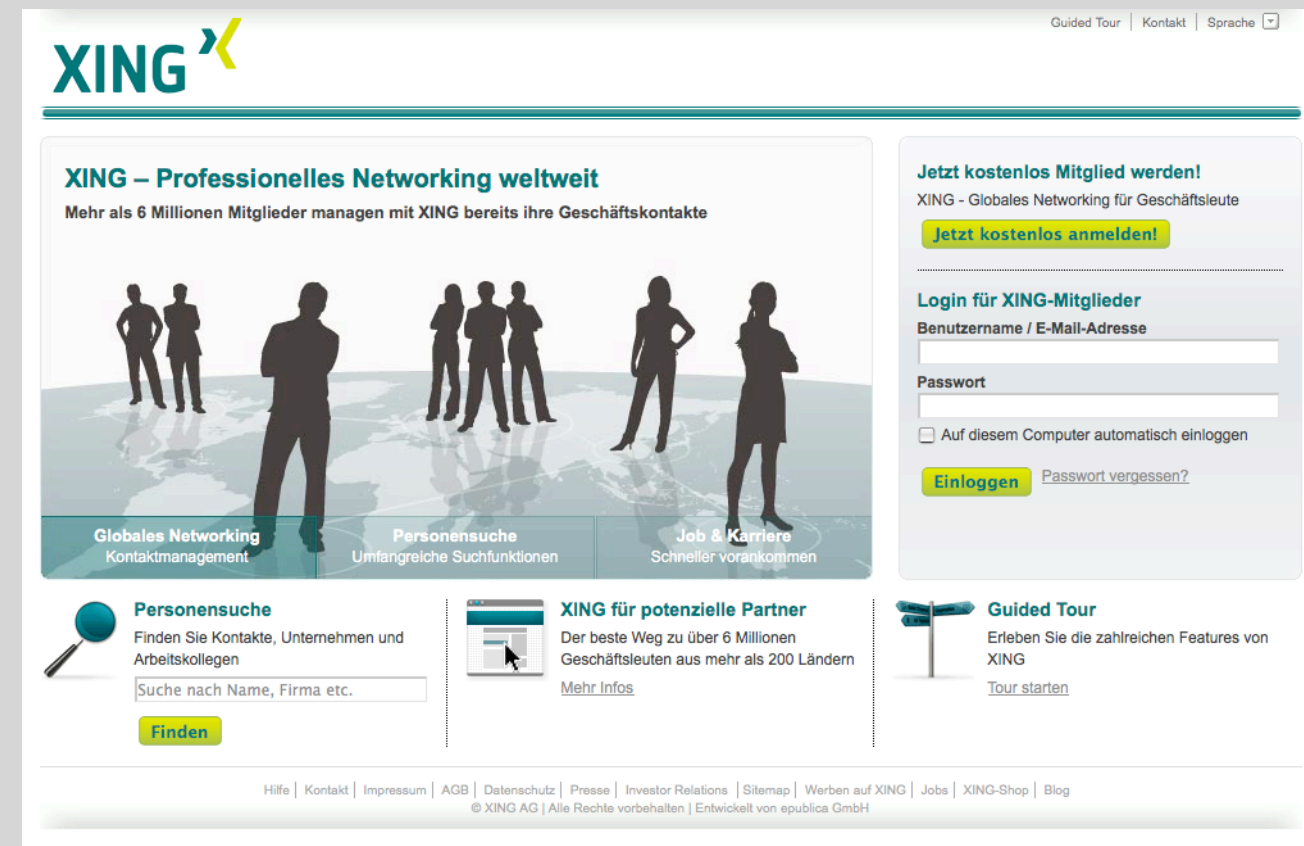 Guided Tour | Kontakt | Sprache
XING
XING – Professionelles Networking weltweit
Mehr als 6 Millionen Mitglieder managen mit XING bereits ihre Geschäftskontakte
Globales Networking
Kontaktmanagement
Personensuche
Umfangreiche Suchfunktionen
Job & Karriere
Schneller vorankommen
Jetzt kostenlos Mitglied werden!
XING - Globales Networking für Geschäftsleute
Jetzt kostenlos anmelden!
Login für XING-Mitglieder
Benutzername / E-Mail-Adresse
Passwort
Auf diesem Computer automatisch einloggen
Einloggen
Passwort vergessen?
Personensuche
Finden Sie Kontakte, Unternehmen und
Arbeitskollegen
Suche nach Name, Firma etc.
Finden
XING für potenzielle Partner
Der beste Weg zu über 6 Millionen
Geschäftsleuten aus mehr als 200 Ländern
Mehr Infos
Guided Tour
Erleben Sie die zahlreichen Features von
XING
Tour starten
Hilfe | Kontakt | Impressum | AGB | Datenschutz | Presse | Investor Relations | Sitemap | Werben auf XING | Jobs | XING-Shop | Blog
© XING AG | Alle Rechte vorbehalten | Entwickelt von epublica GmbH